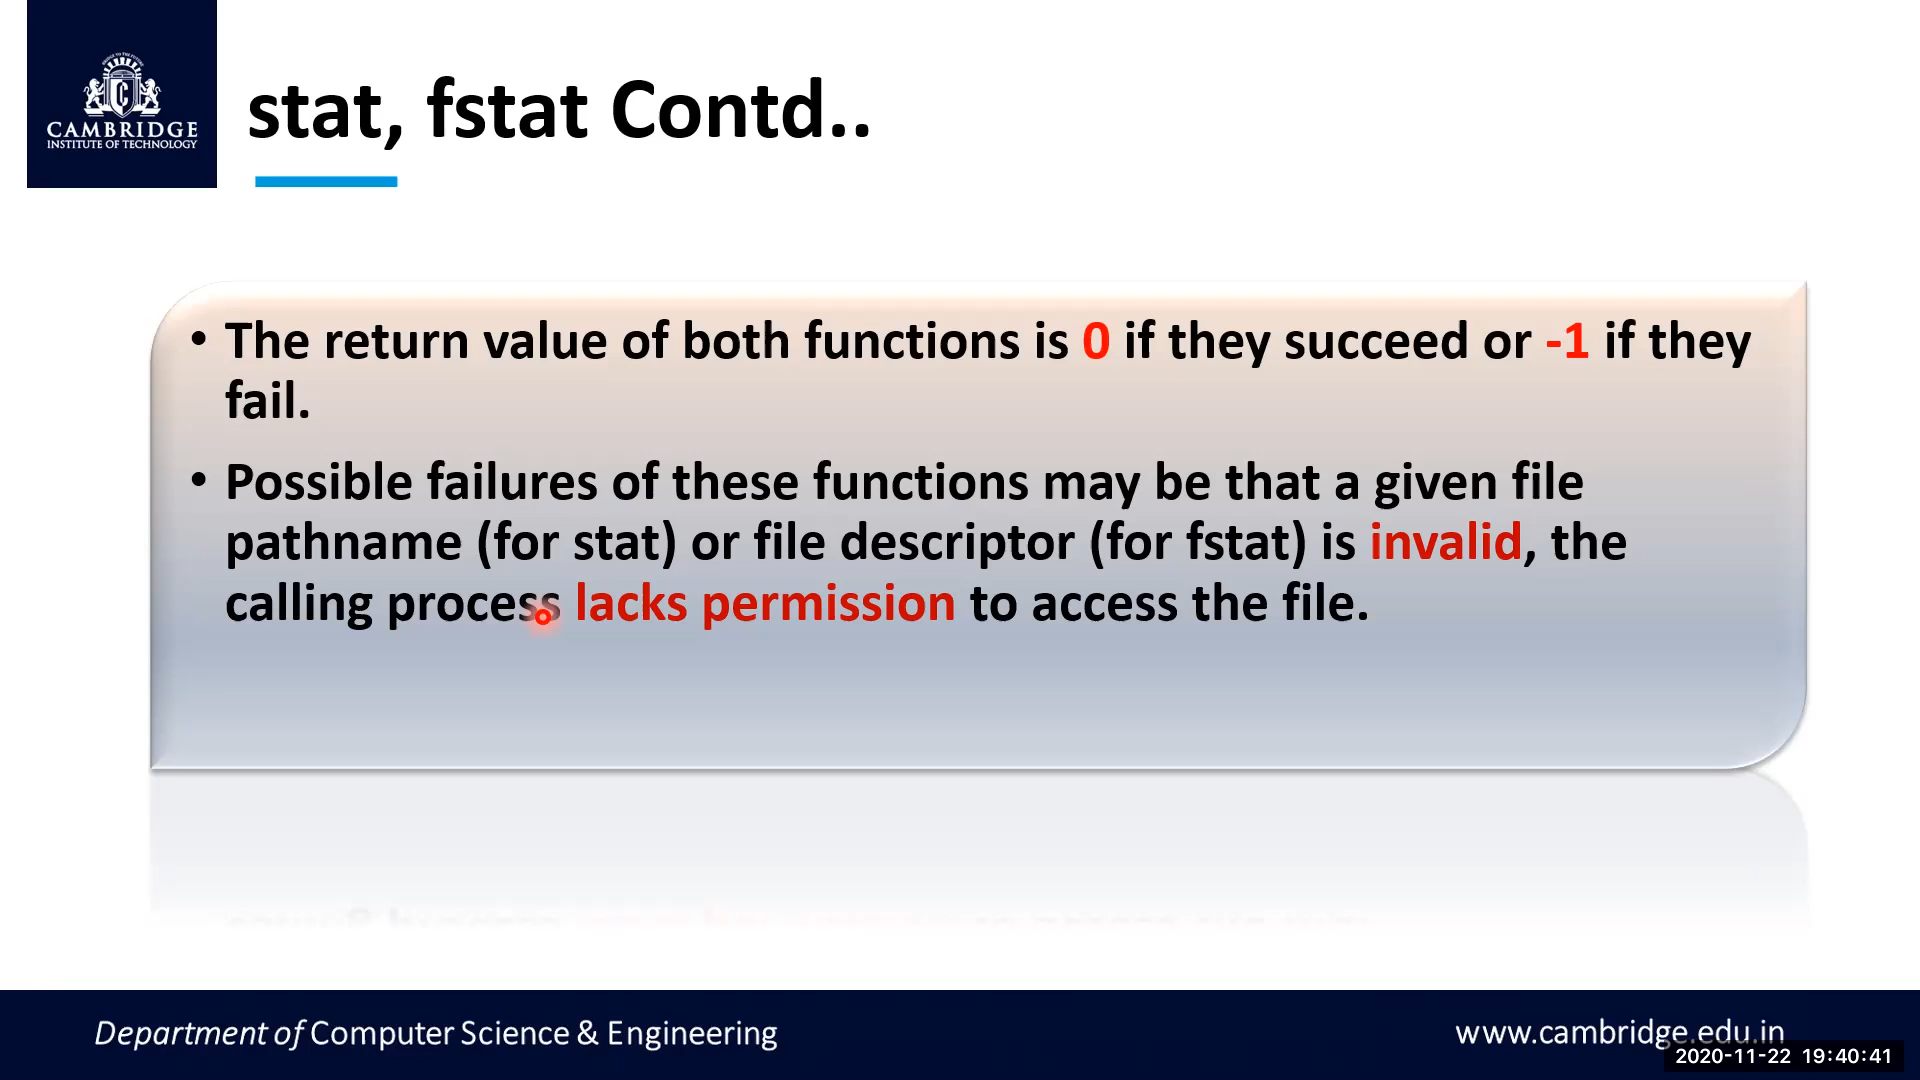 CAMBRIDGE
INSTITUTE OF TECHNOLOGY
stat, fstat Contd..
• The return value of both functions is 0 if they succeed or -1 if they
fail.
• Possible failures of these functions may be that a given file
pathname (for stat) or file descriptor (for fstat) is invalid, the
calling process lacks permission to access the file.
Department of Computer Science & Engineering
www.cambridge.edu.in
2020-11-22 19:40:41